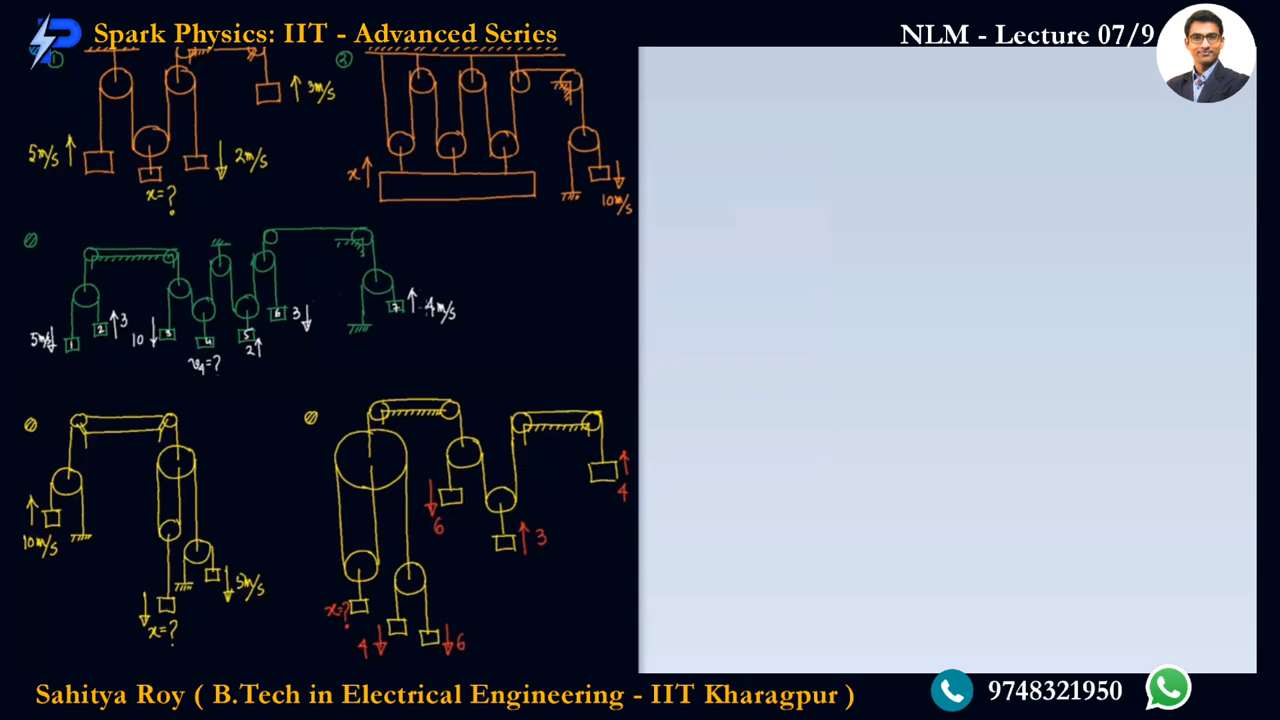 Spark Physics: IIT - Advanced Series
NLM - Lecture 07/9
1
3m/s
5m/s
2m/s
x=?
2
x
10m/s
5m/s
1
2
3
10
3
4
v4=?
5
2
6
3
7
4m/s
10m/s
5m/s
x=?
6
3
4
x=?
4
6
Sahitya Roy ( B.Tech in Electrical Engineering - IIT Kharagpur )
9748321950